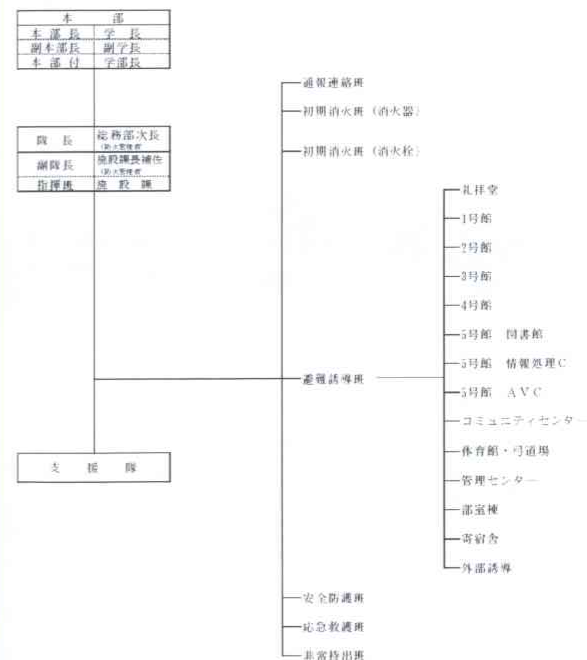 本部
本部長 学長
副本部長 副学長
本部付 学部長
隊長 総務部次長
(防火管理者
副隊長 施設課長補佐
(防火管理者
指揮班 施設課
支援隊
通報連絡班
初期消火班(消火器)
初期消火班(消火栓)
避難誘導班
礼拝堂
1号館
2号館
3号館
4号館
5号館 図書館
5号館 情報処理C
5号館 AVC
コミュニティセンター
体育館・弓道場
管理センター
部室棟
寄宿舎
外部誘導
安全防護班
応急救護班
非常持出班